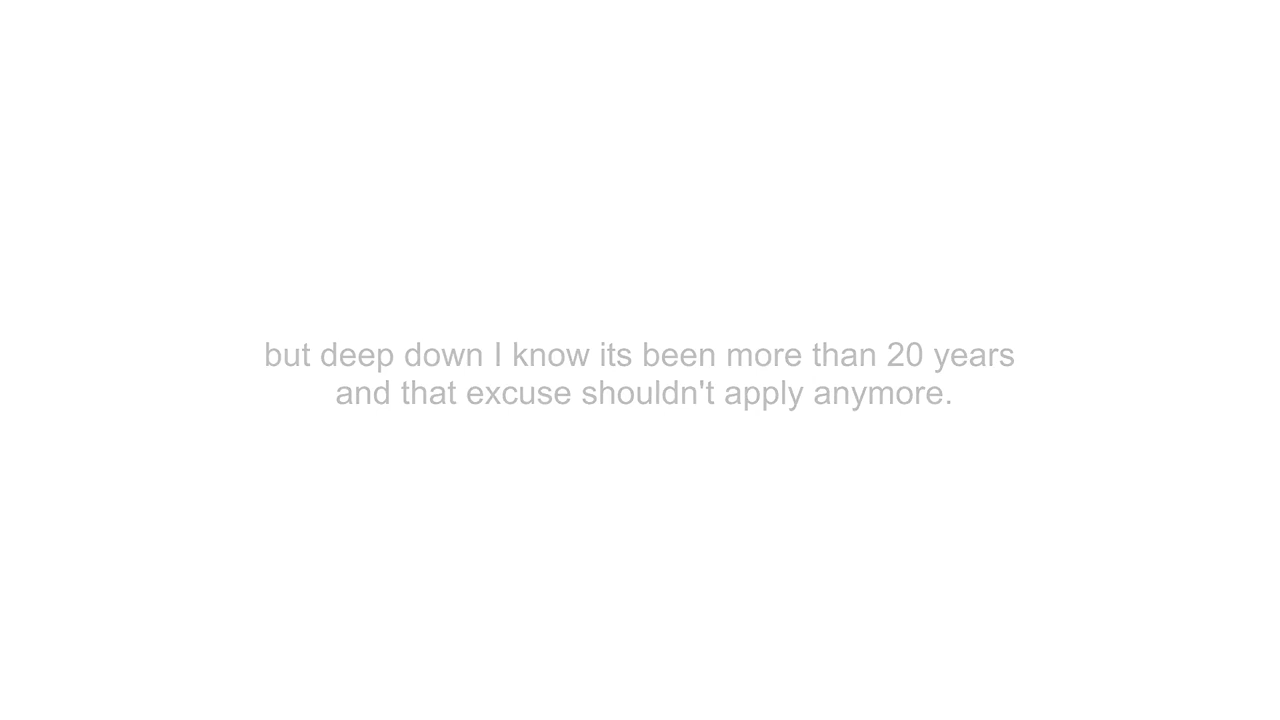 but deep down I know its been more than 20 years
and that excuse shouldn't apply anymore.